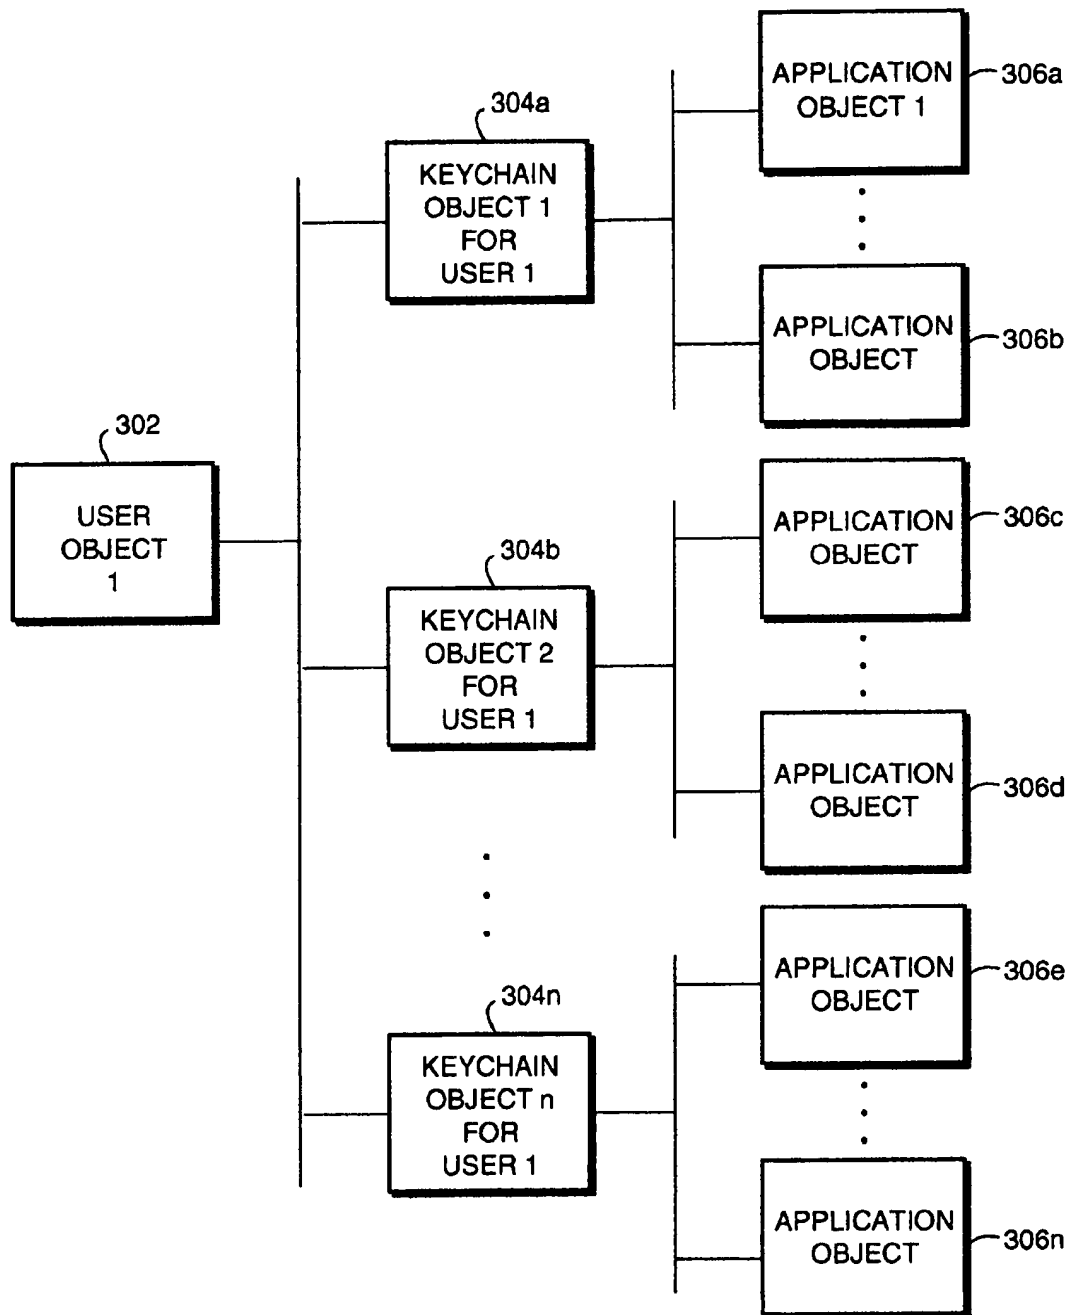 302
USER
OBJECT
1
304a
KEYCHAIN
OBJECT 1
FOR
USER 1
304b
KEYCHAIN
OBJECT 2
FOR
USER 1
304n
KEYCHAIN
OBJECT n
FOR
USER 1
APPLICATION
OBJECT 1
306a
APPLICATION
OBJECT
306b
APPLICATION
OBJECT
306c
APPLICATION
OBJECT
306d
APPLICATION
OBJECT
306e
APPLICATION
OBJECT
306n